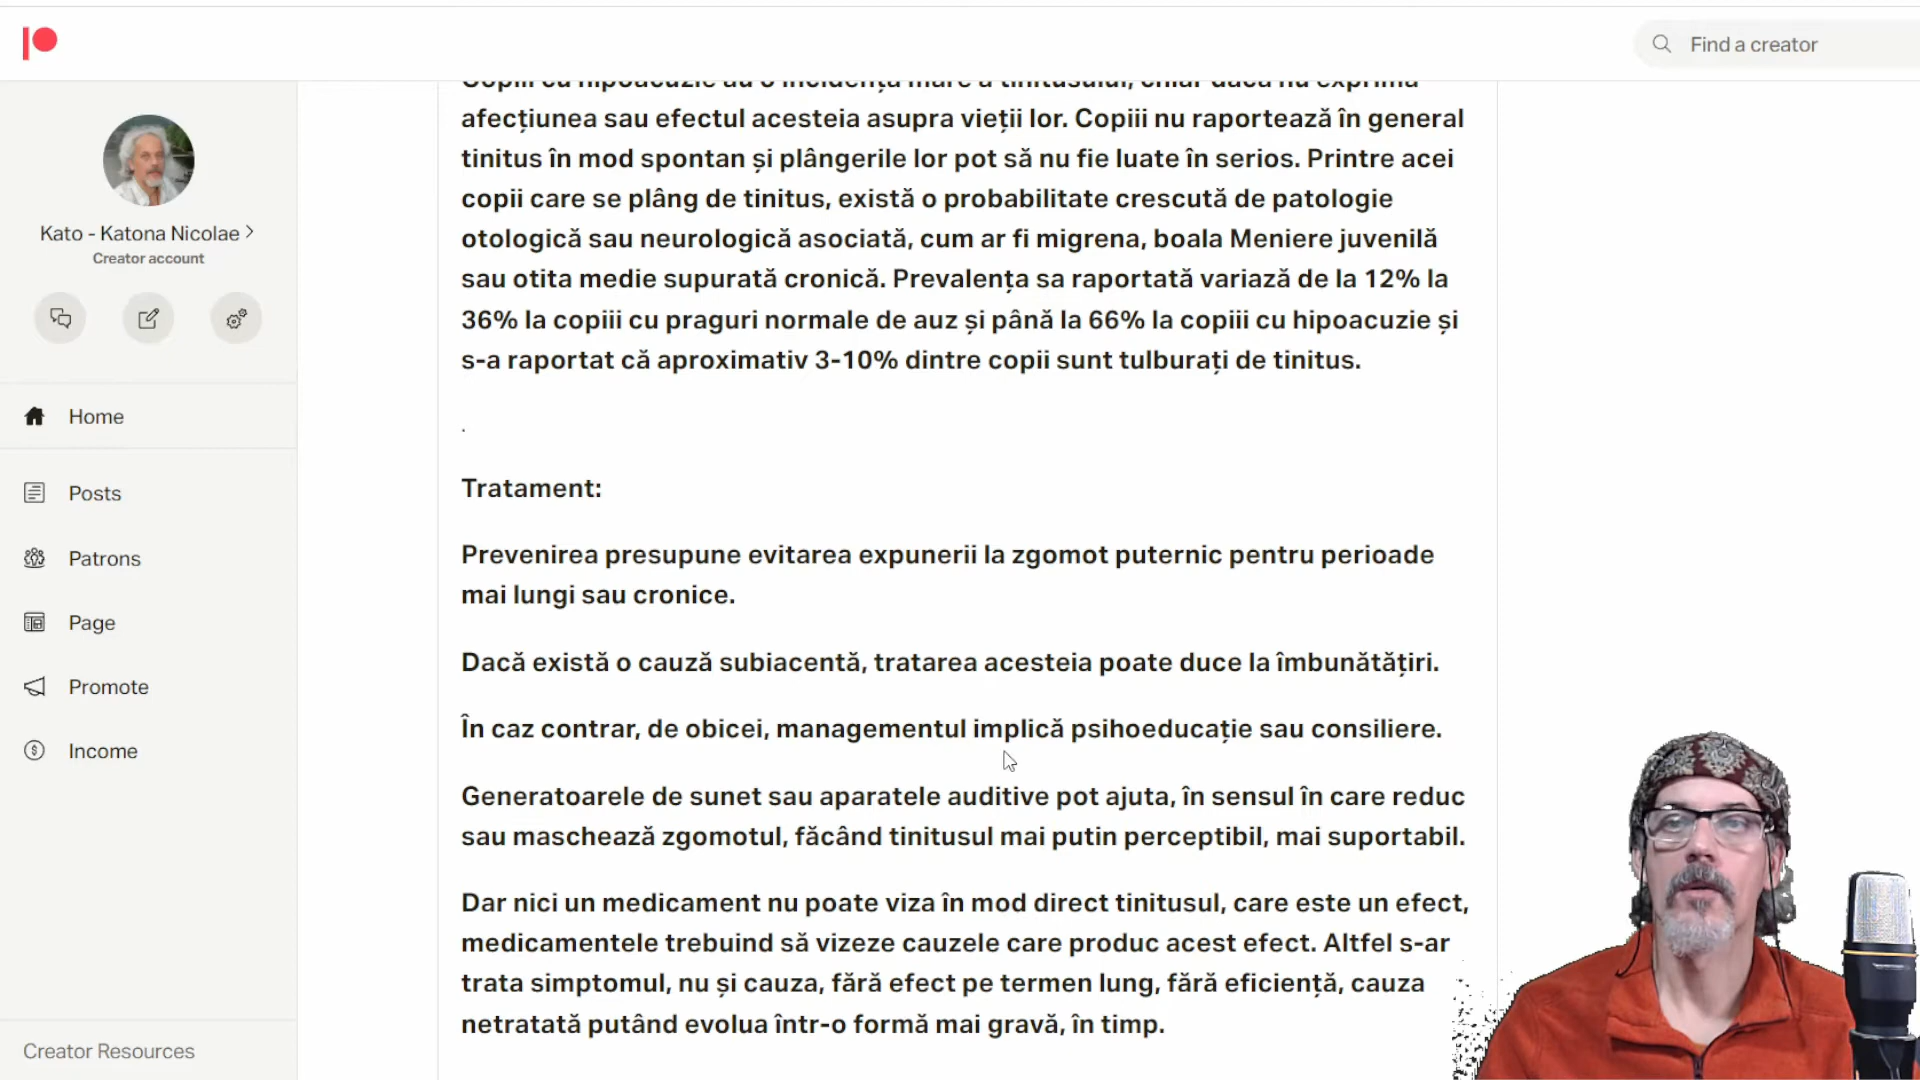 Find a creator
Kato - Katona Nicolae
Creator account
Home
Posts
Patrons
Page
Promote
Income
Creator Resources
Copiii cu hipoacuzie au o incidența mare a tinitusului, chiar dacă nu exprimă
afecțiunea sau efectul acesteia asupra vieții lor. Copiii nu raportează în general
tinitus în mod spontan și plângerile lor pot să nu fie luate în serios. Printre acei
copii care se plâng de tinitus, există o probabilitate crescută de patologie
otologică sau neurologică asociată, cum ar fi migrena, boala Meniere juvenilă
sau otita medie supurată cronică. Prevalența sa raportată variază de la 12% la
36% la copiii cu praguri normale de auz și până la 66% la copiii cu hipoacuzie și
s-a raportat că aproximativ 3-10% dintre copii sunt tulburați de tinitus.
.
Tratament:
Prevenirea presupune evitarea expunerii la zgomot puternic pentru perioade
mai lungi sau cronice.
Dacă există o cauză subiacentă, tratarea acesteia poate duce la îmbunătățiri.
În caz contrar, de obicei, managementul implică psihoeducație sau consiliere.
Generatoarele de sunet sau aparatele auditive pot ajuta, în sensul în care reduc
sau maschează zgomotul, făcând tinitusul mai putin perceptibil, mai suportabil.
Dar nici un medicament nu poate viza în mod direct tinitusul, care este un efect,
medicamentele trebuind să vizeze cauzele care produc acest efect. Altfel s-ar
trata simptomul, nu și cauza, fără efect pe termen lung, fără eficiență, cauza
netratată putând evolua într-o formă mai gravă, în timp.